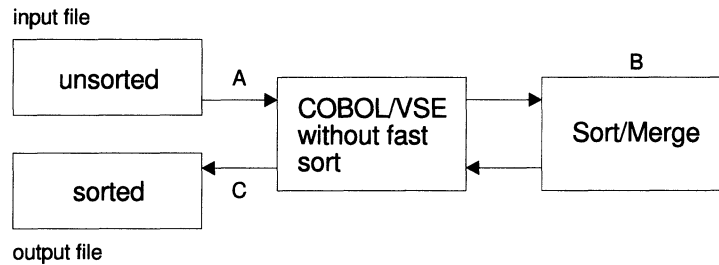 input file
unsorted
A
B
COBOL/VSE
without fast
sort
Sort/Merge
sorted
C
output file